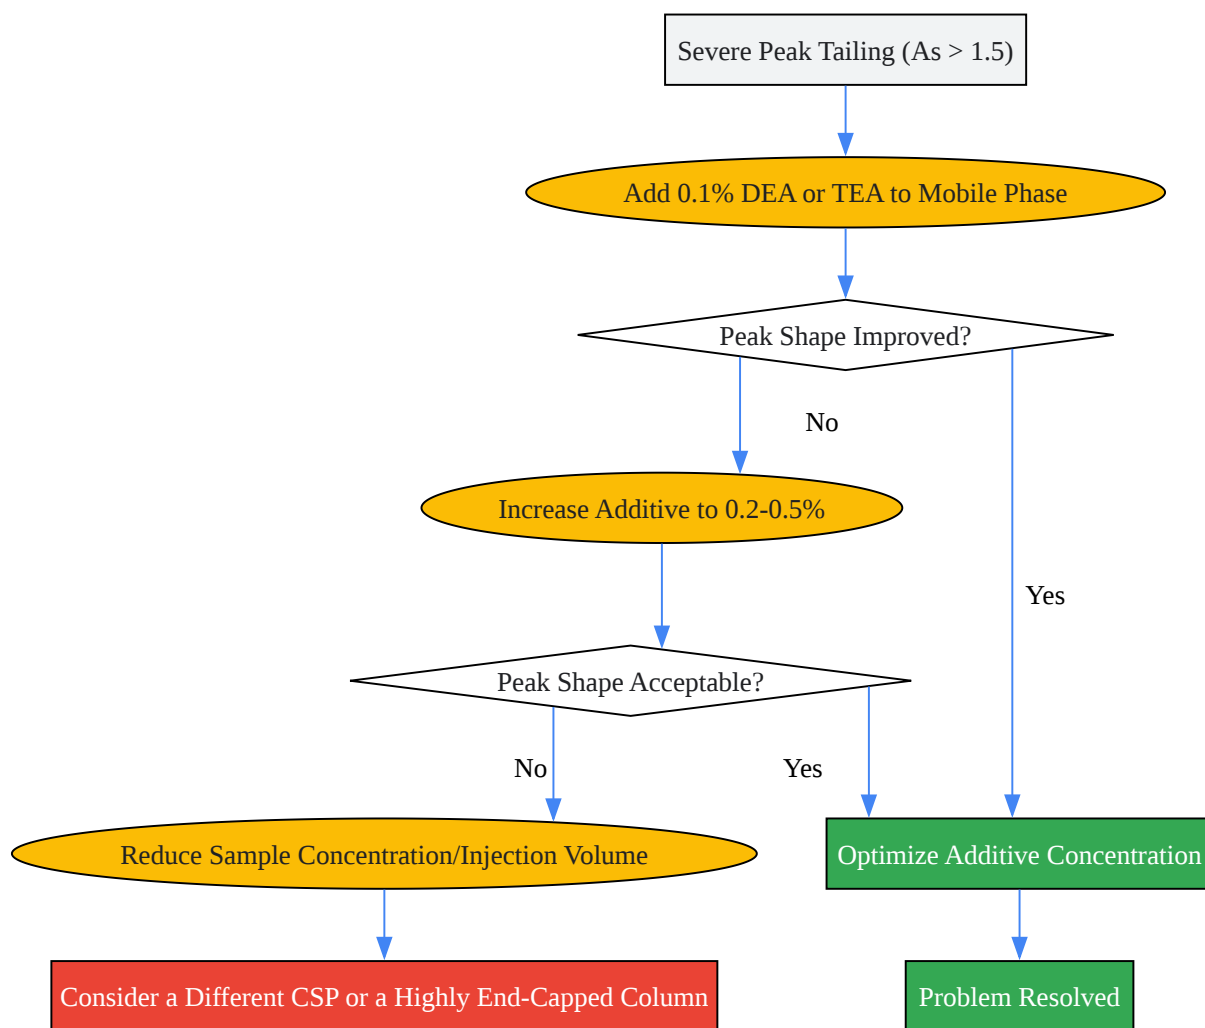 Severe Peak Tailing (As > 1.5)
Add 0.1% DEA or TEA to Mobile Phase
Peak Shape Improved?
No
Increase Additive to 0.2-0.5%
Yes
Peak Shape Acceptable?
No
Yes
Reduce Sample Concentration/Injection Volume
Optimize Additive Concentration
Consider a Different CSP or a Highly End-Capped Column
Problem Resolved